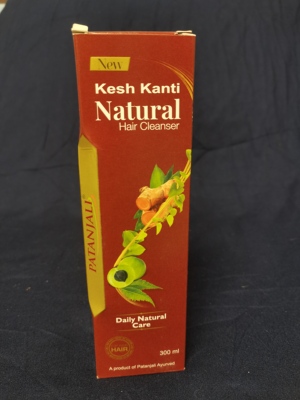 New
Kesh Kanti
Natural
Hair Cleanser
PATANJALI®
Daily Natural
Care
HAIR
300 ml
A product of Patanjali Ayurved